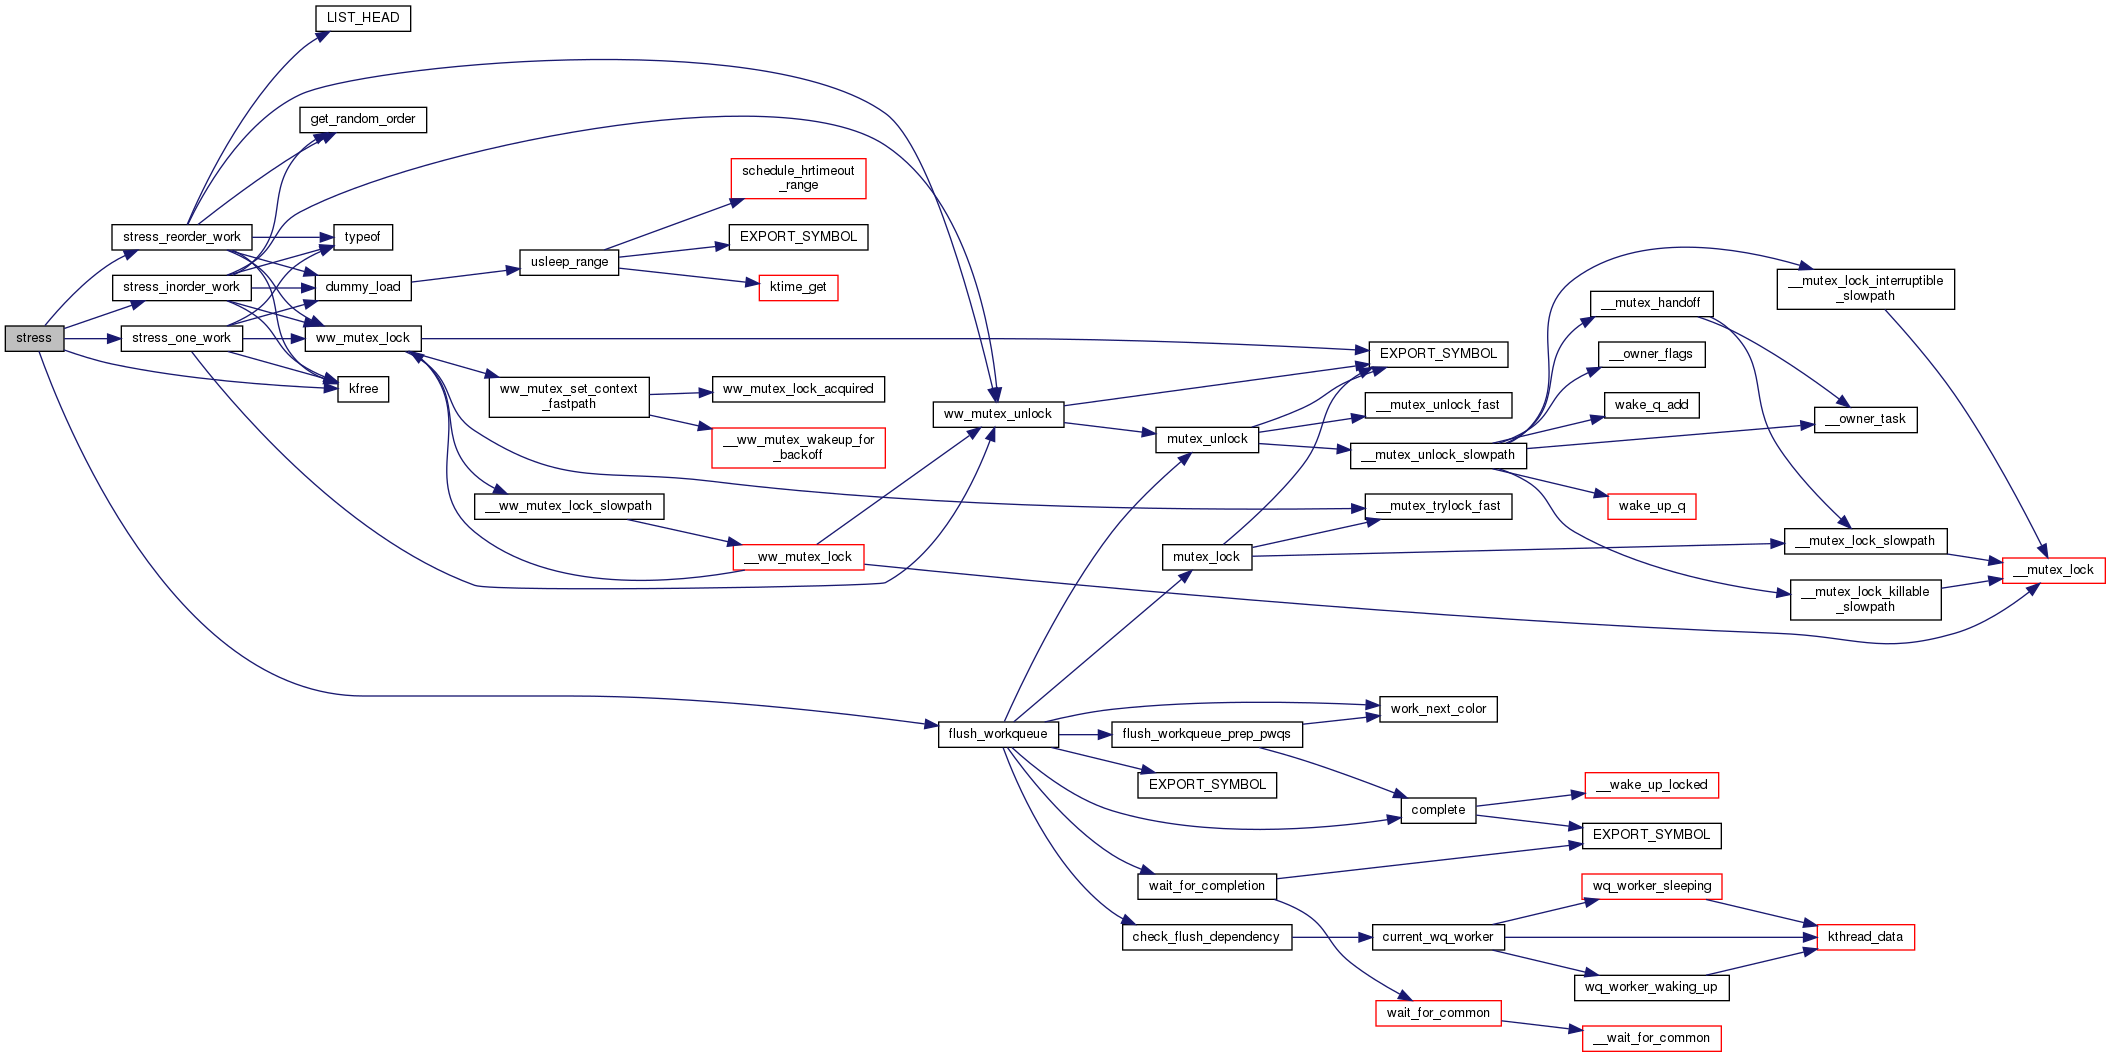 LIST_HEAD
get_random_order
schedule_hrtimeout
_range
stress_reorder_work
typeof
EXPORT_SYMBOL
usleep_range
stress_inorder_work
dummy_load
ktime_get
__mutex_lock_interruptible
_slowpath
__mutex_handoff
stress
stress_one_work
ww_mutex_lock
EXPORT_SYMBOL
__owner_flags
kfree
ww_mutex_set_context
_fastpath
ww_mutex_lock_acquired
ww_mutex_unlock
__mutex_unlock_fast
wake_q_add
__owner_task
__ww_mutex_wakeup_for
_backoff
mutex_unlock
__mutex_unlock_slowpath
__ww_mutex_lock_slowpath
__mutex_trylock_fast
wake_up_q
__ww_mutex_lock
mutex_lock
__mutex_lock_slowpath
__mutex_lock
__mutex_lock_killable
_slowpath
work_next_color
flush_workqueue
flush_workqueue_prep_pwqs
EXPORT_SYMBOL
__wake_up_locked
complete
EXPORT_SYMBOL
wait_for_completion
wq_worker_sleeping
check_flush_dependency
current_wq_worker
kthread_data
wq_worker_waking_up
wait_for_common
__wait_for_common